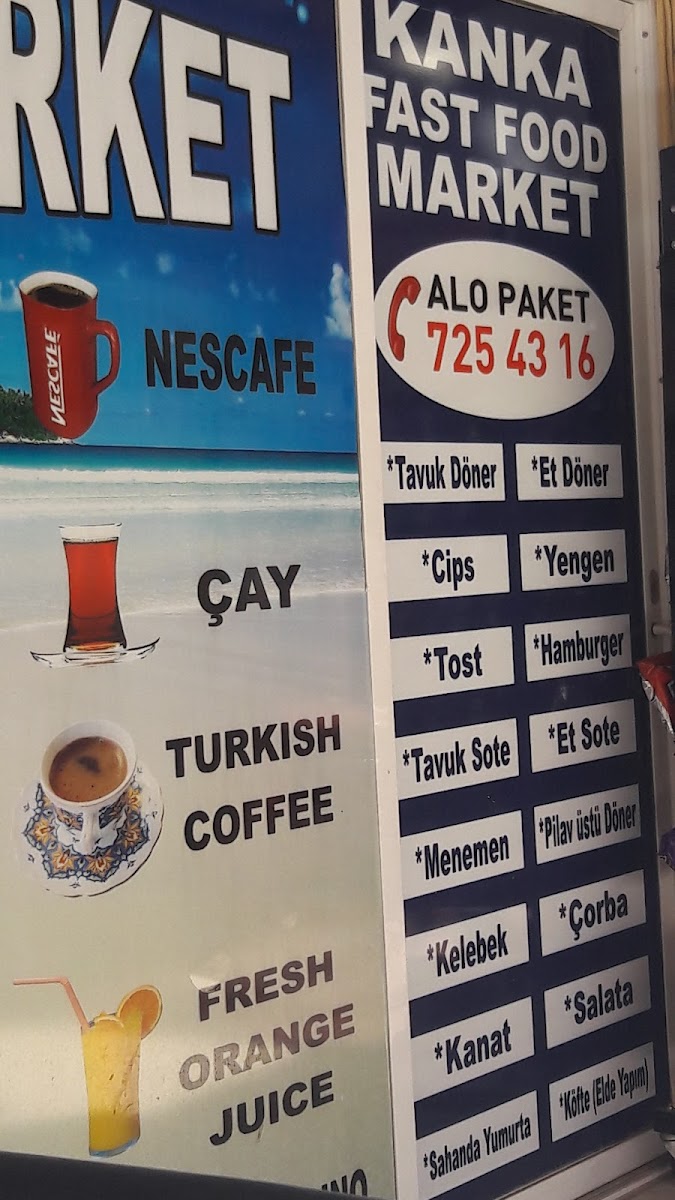 RKET
NESCAFE
NESCAFÉ
ÇAY
TURKISH
COFFEE
FRESH
ORANGE
JUICE
KANKA
FAST FOOD
MARKET
ALO PAKET
725 43 16
*Tavuk Döner
*Et Döner
*Cips
*Yengen
*Tost
*Hamburger
*Tavuk Sote
*Et Sote
*Menemen
*Pilav üstü Döner
*Kelebek
*Çorba
*Kanat
*Salata
*Sahanda Yumurta
*Köfte (Elde Yapım)